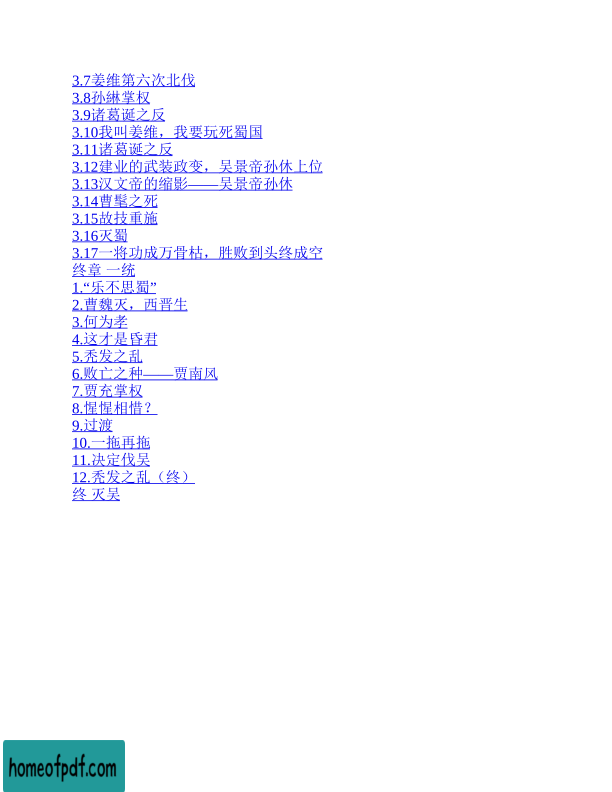 3.7姜维第六次北伐
3.8孙綝掌权
3.9诸葛诞之反
3.10我叫姜维，我要玩死蜀国
3.11诸葛诞之反
3.12建业的武装政变，吴景帝孙休上位
3.13汉文帝的缩影——吴景帝孙休
3.14曹髦之死
3.15故技重施
3.16灭蜀
3.17一将功成万骨枯，胜败到头终成空
终章 一统
1.“乐不思蜀”
2.曹魏灭，西晋生
3.何为孝
4.这才是昏君
5.秃发之乱
6.败亡之种——贾南风
7.贾充掌权
8.惺惺相惜？
9.过渡
10.一拖再拖
11.决定伐吴
12.秃发之乱（终）
终 灭吴
homeofpdf.com